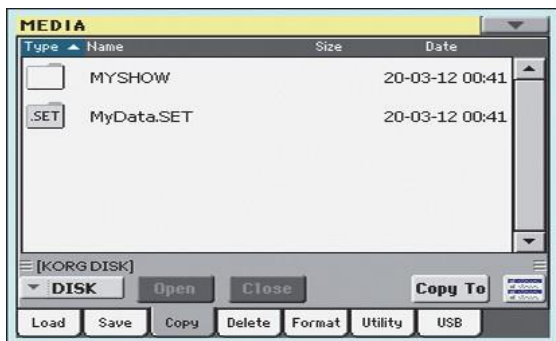 MEDIA
Type Name Size Date
MYSHOW 20-03-12 00:41
.SET MyData.SET 20-03-12 00:41
[KORG DISK]
DISK Open Close Copy To
Load Save Copy Delete Format Utility USB